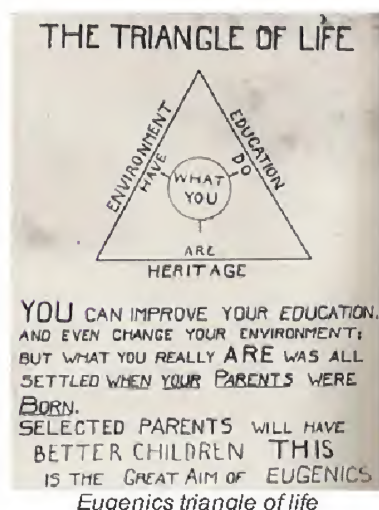 THE TRIANGLE OF LIFE
ENVIRONMENT
HAVE
EDUCATION
DO
WHAT
YOU
ARE
HERITAGE
YOU CAN IMPROVE YOUR EDUCATION.
AND EVEN CHANGE YOUR ENVIRONMENT;
BUT WHAT YOU REALLY ARE WAS ALL
SETTLED WHEN YOUR PARENTS WERE
BORN.
SELECTED PARENTS WILL HAVE
BETTER CHILDREN THIS
IS THE GREAT AIM OF EUGENICS
Eugenics triangle of life